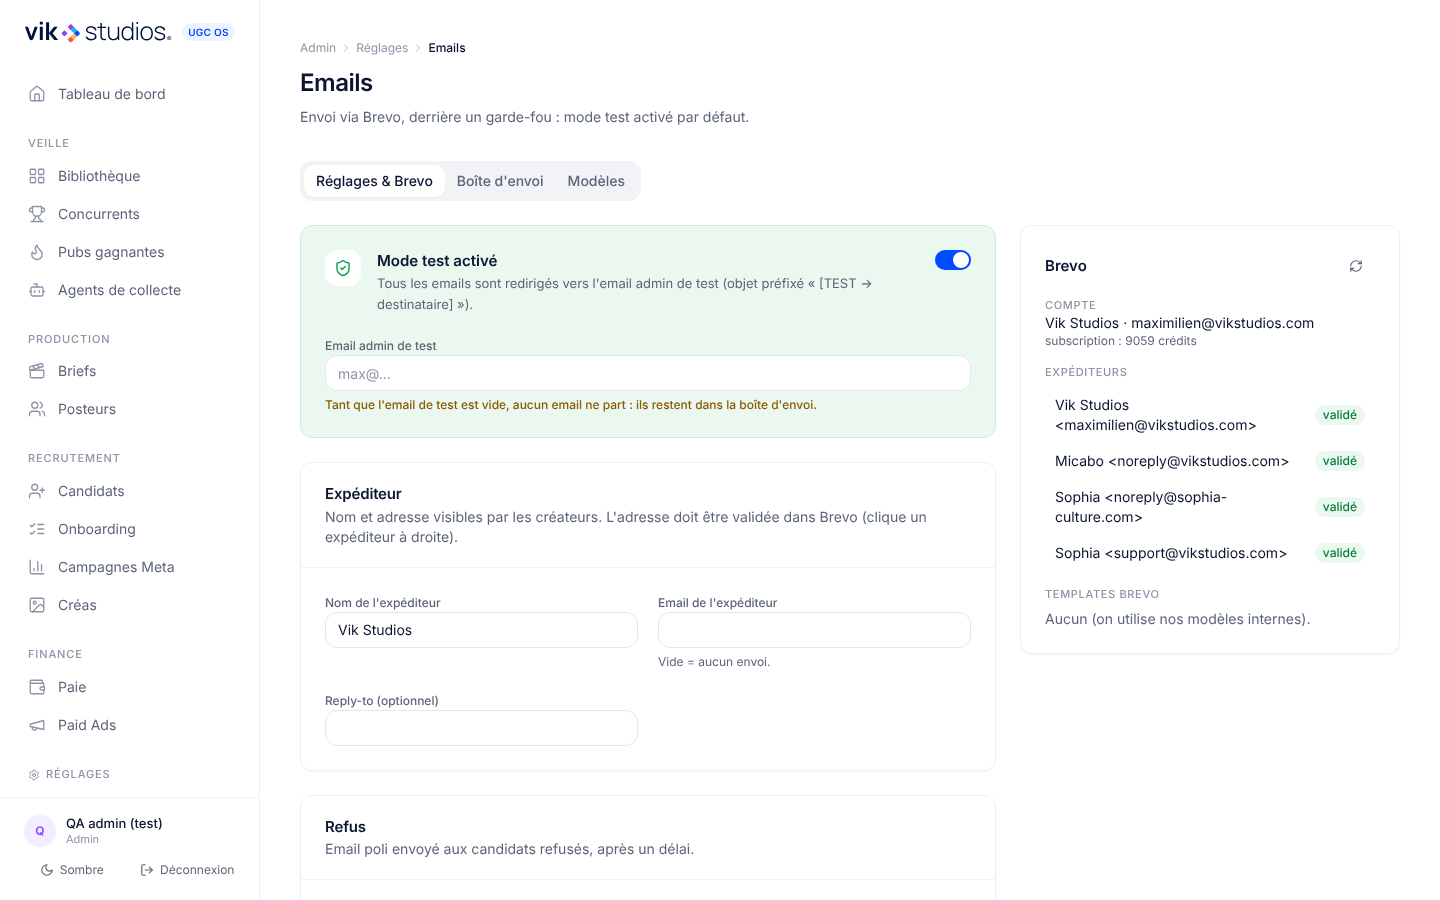 vik studios.
UGC OS
Tableau de bord
VEILLE
Bibliothèque
Concurrents
Pubs gagnantes
Agents de collecte
PRODUCTION
Briefs
Posteurs
RECRUTEMENT
Candidats
Onboarding
Campagnes Meta
Créas
FINANCE
Paie
Paid Ads
RÉGLAGES
Q
QA admin (test)
Admin
Sombre
Déconnexion
Admin
Réglages
Emails
Emails
Envoi via Brevo, derrière un garde-fou : mode test activé par défaut.
Réglages & Brevo
Boîte d'envoi
Modèles
Mode test activé
Tous les emails sont redirigés vers l'email admin de test (objet préfixé « [TEST →
destinataire] »).
Email admin de test
max@...
Tant que l'email de test est vide, aucun email ne part : ils restent dans la boîte d'envoi.
Expéditeur
Nom et adresse visibles par les créateurs. L'adresse doit être validée dans Brevo (clique un
expéditeur à droite).
Nom de l'expéditeur
Vik Studios
Email de l'expéditeur
Vide = aucun envoi.
Reply-to (optionnel)
Refus
Email poli envoyé aux candidats refusés, après un délai.
Brevo
COMPTE
Vik Studios · maximilien@vikstudios.com
subscription : 9059 crédits
EXPÉDITEURS
Vik Studios
<maximilien@vikstudios.com>
validé
Micabo <noreply@vikstudios.com>
validé
Sophia <noreply@sophia-
culture.com>
validé
Sophia <support@vikstudios.com>
validé
TEMPLATES BREVO
Aucun (on utilise nos modèles internes).